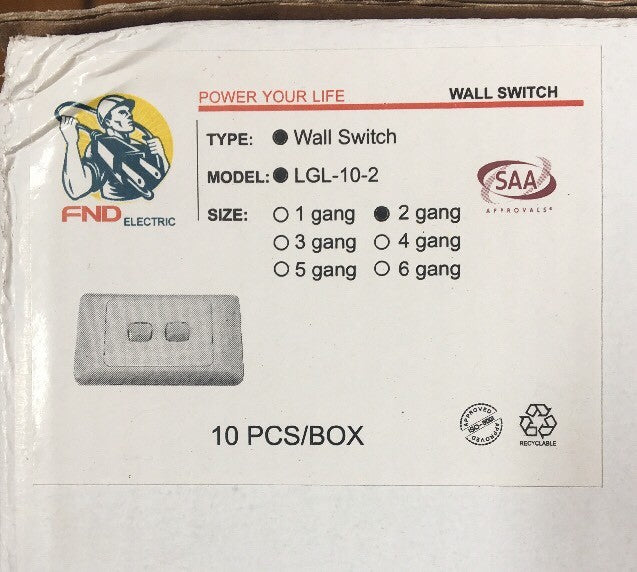 POWER YOUR LIFE
WALL SWITCH
TYPE: ● Wall Switch
MODEL: ● LGL-10-2
SIZE: ○ 1 gang ● 2 gang
○ 3 gang ○ 4 gang
○ 5 gang ○ 6 gang
FND ELECTRIC
SAA
APPROVALS
10 PCS/BOX
APPROVED
APPROVED
RECYCLABLE